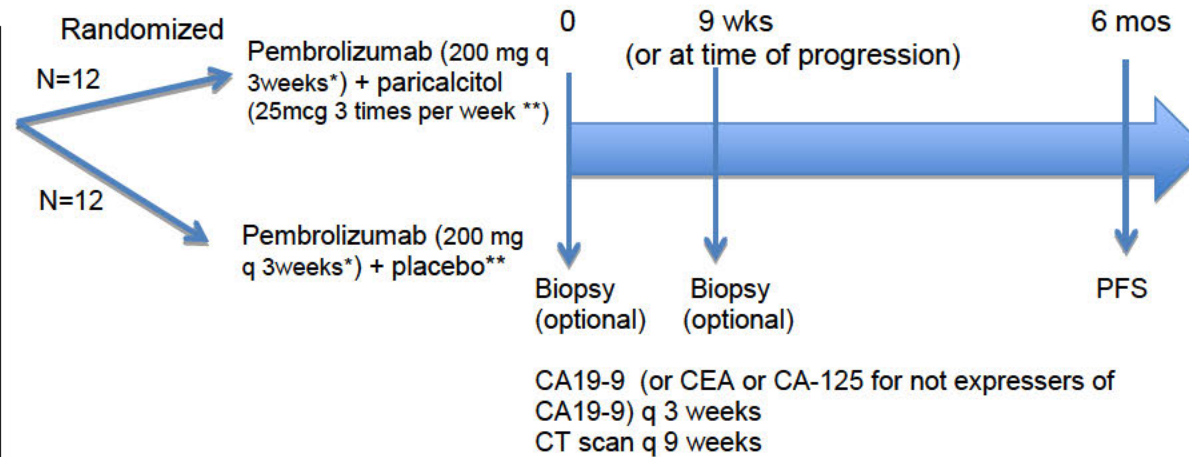 Randomized
N=12
Pembrolizumab (200 mg q
3weeks*) + paricalcitol
(25mcg 3 times per week **)
N=12
Pembrolizumab (200 mg
q 3weeks*) + placebo**
0
9 wks
(or at time of progression)
6 mos
Biopsy
(optional)
Biopsy
(optional)
PFS
CA19-9 (or CEA or CA-125 for not expressers of
CA19-9) q 3 weeks
CT scan q 9 weeks